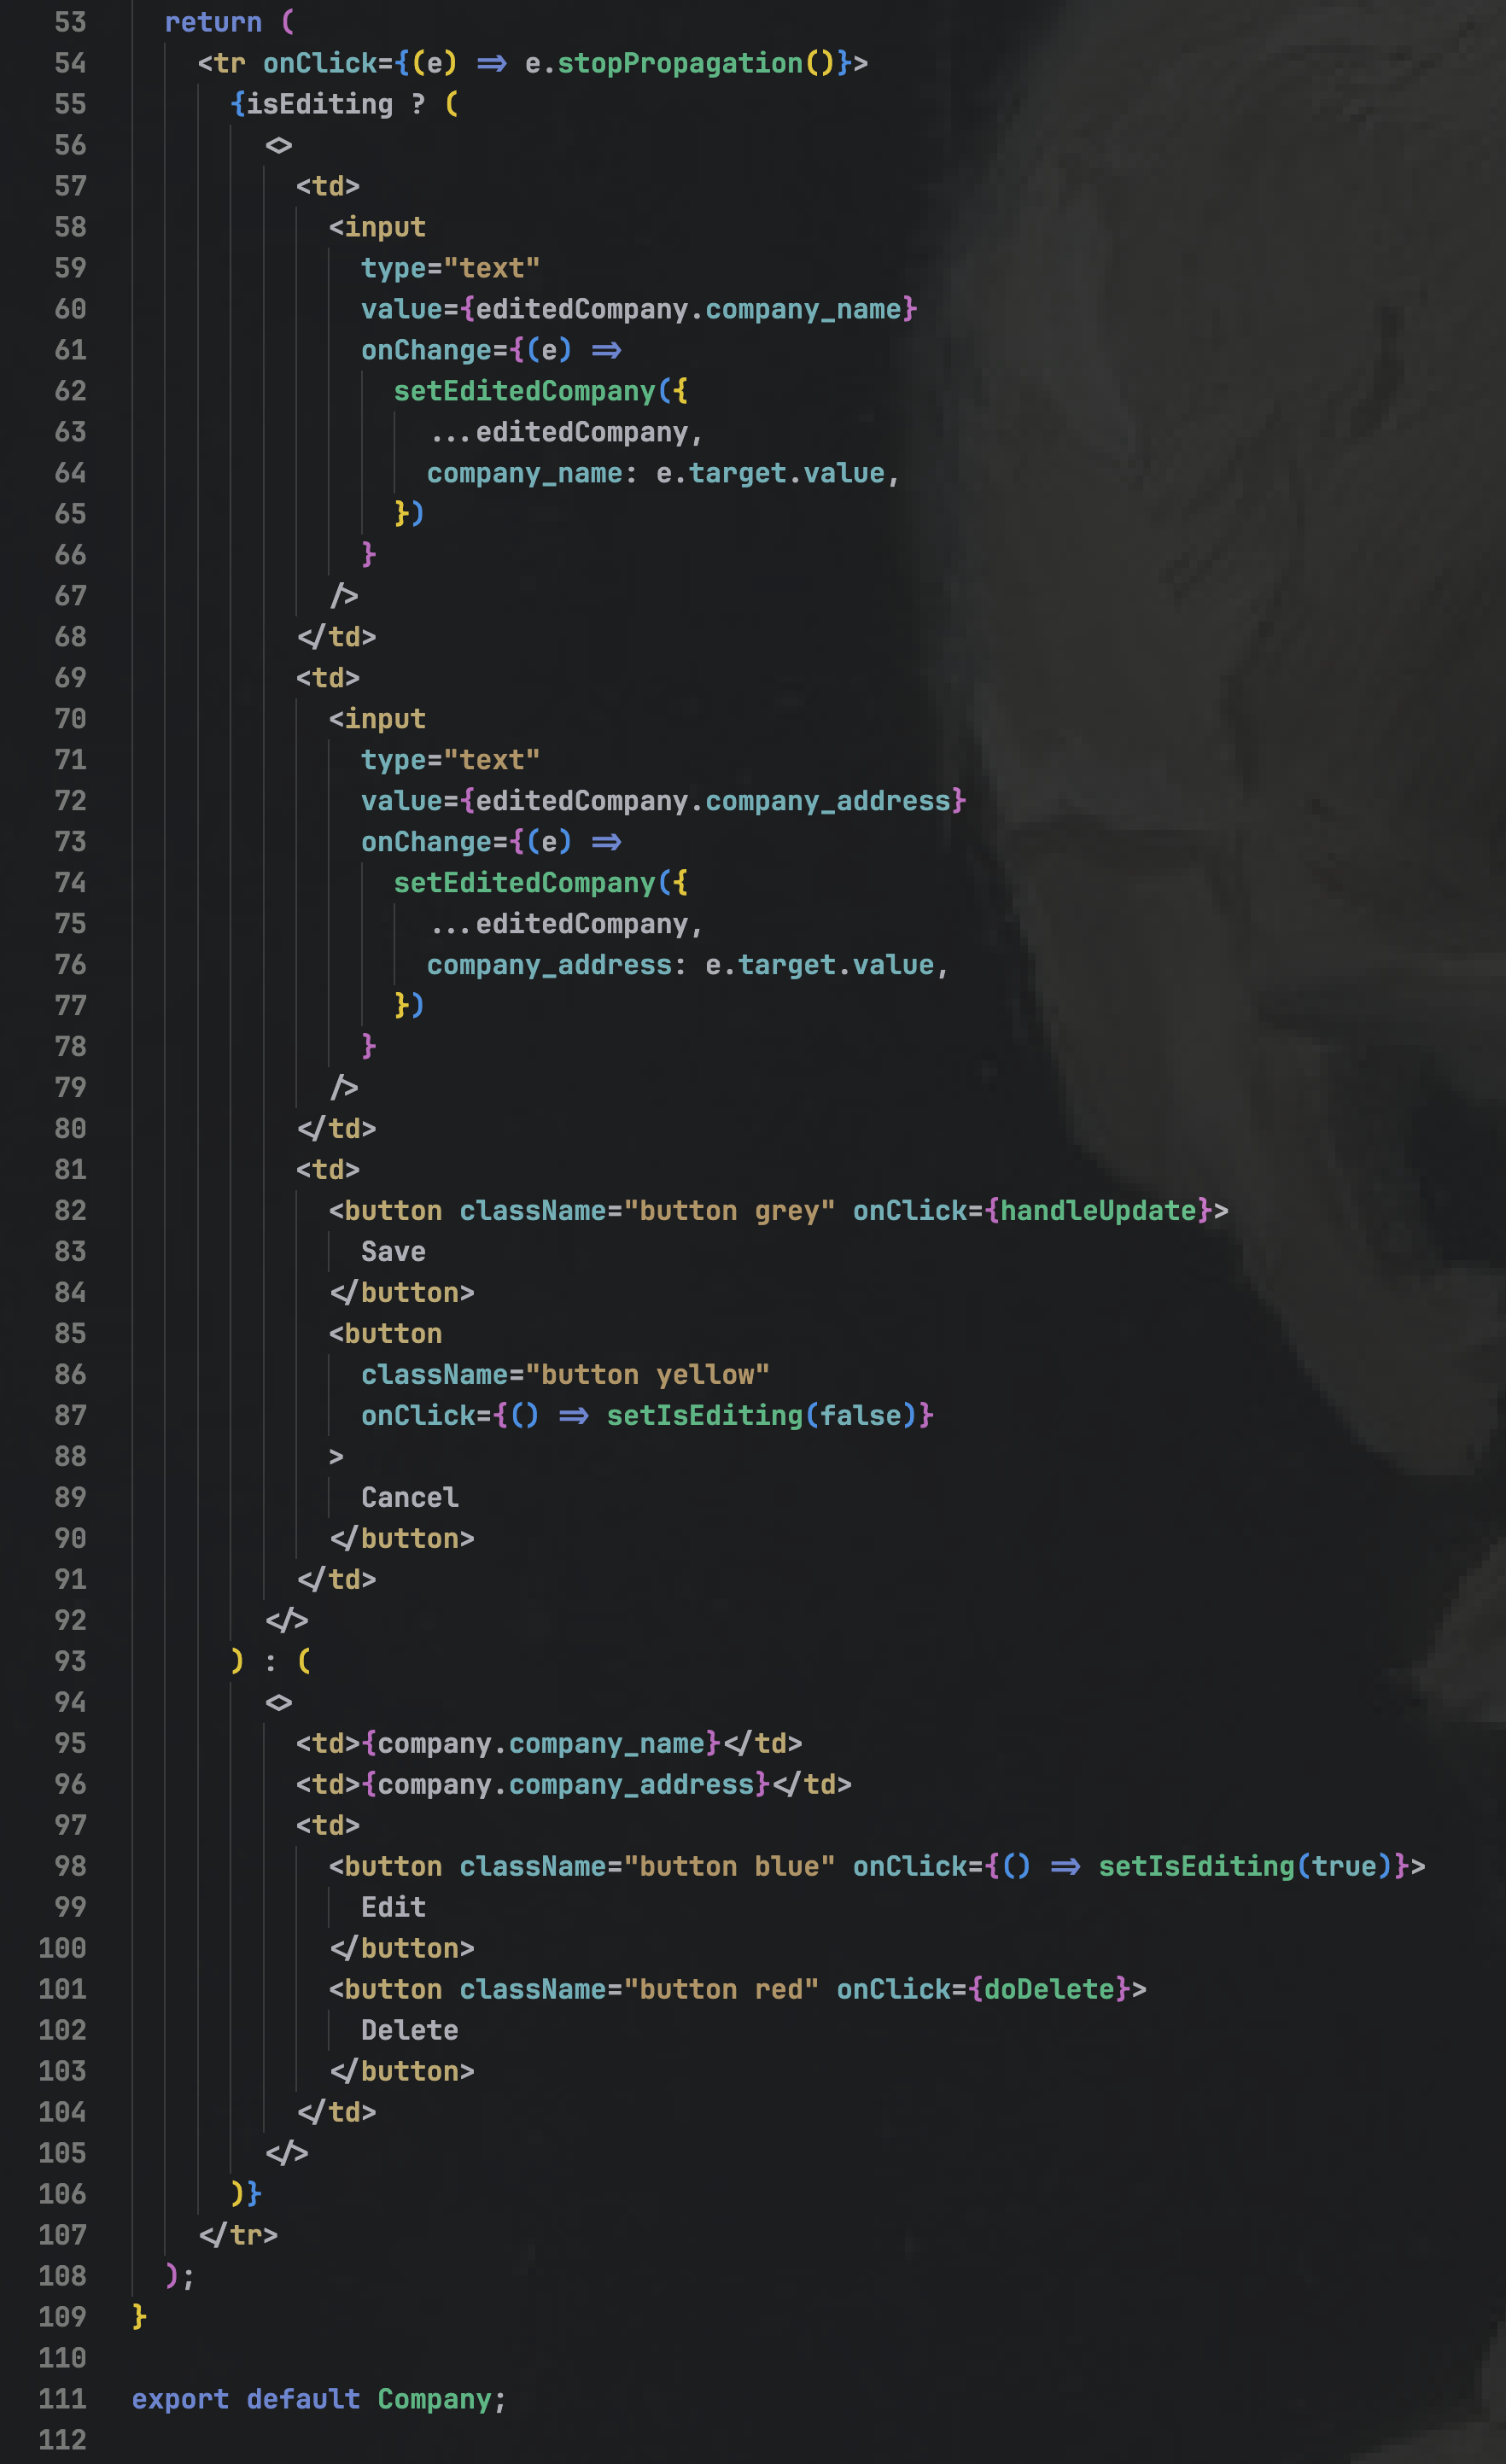 53 return (
54 <tr onClick={(e) => e.stopPropagation()}>
55 {isEditing ? (
56 <>
57 <td>
58 <input
59 type="text"
60 value={editedCompany.company_name}
61 onChange={(e) =>
62 setEditedCompany({
63 ...editedCompany,
64 company_name: e.target.value,
65 })
66 }
67 />
68 </td>
69 <td>
70 <input
71 type="text"
72 value={editedCompany.company_address}
73 onChange={(e) =>
74 setEditedCompany({
75 ...editedCompany,
76 company_address: e.target.value,
77 })
78 }
79 />
80 </td>
81 <td>
82 <button className="button grey" onClick={handleUpdate}>
83 Save
84 </button>
85 <button
86 className="button yellow"
87 onClick={() => setIsEditing(false)}
88 >
89 Cancel
90 </button>
91 </td>
92 </>
93 ) : (
94 <>
95 <td>{company.company_name}</td>
96 <td>{company.company_address}</td>
97 <td>
98 <button className="button blue" onClick={() => setIsEditing(true)}>
99 Edit
100 </button>
101 <button className="button red" onClick={doDelete}>
102 Delete
103 </button>
104 </td>
105 </>
106 )}
107 </tr>
108 );
109 }
110
111 export default Company;
112